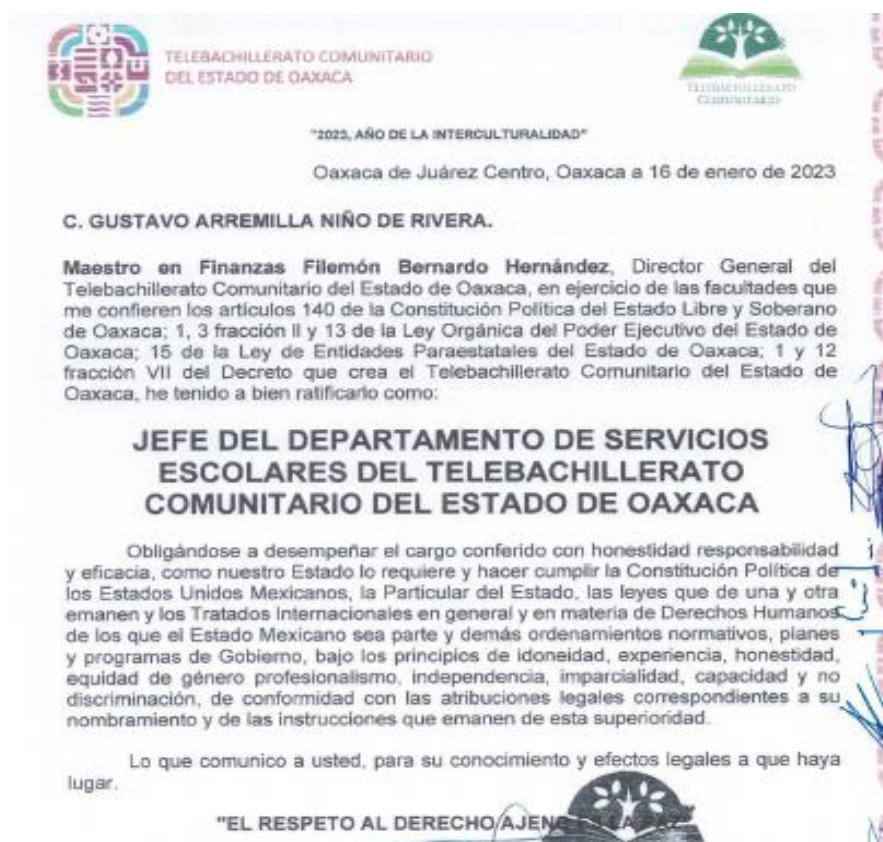 TELEBACHILLERATO COMUNITARIO
DEL ESTADO DE OAXACA
TELEBACHILLERATO
COMUNITARIO
"2023, AÑO DE LA INTERCULTURALIDAD"
Oaxaca de Juárez Centro, Oaxaca a 16 de enero de 2023
C. GUSTAVO ARREMILLA NIÑO DE RIVERA.
Maestro en Finanzas Filemón Bernardo Hernández, Director General del
Telebachillerato Comunitario del Estado de Oaxaca, en ejercicio de las facultades que
me confieren los artículos 140 de la Constitución Política del Estado Libre y Soberano
de Oaxaca; 1, 3 fracción II y 13 de la Ley Orgánica del Poder Ejecutivo del Estado de
Oaxaca; 15 de la Ley de Entidades Paraestatales del Estado de Oaxaca; 1 y 12
fracción VII del Decreto que crea el Telebachillerato Comunitario del Estado de
Oaxaca, he tenido a bien ratificarlo como:
JEFE DEL DEPARTAMENTO DE SERVICIOS
ESCOLARES DEL TELEBACHILLERATO
COMUNITARIO DEL ESTADO DE OAXACA
Obligándose a desempeñar el cargo conferido con honestidad responsabilidad
y eficacia, como nuestro Estado lo requiere y hacer cumplir la Constitución Política de
los Estados Unidos Mexicanos, la Particular del Estado, las leyes que de una y otra
emanen y los Tratados Internacionales en general y en materia de Derechos Humanos
de los que el Estado Mexicano sea parte y demás ordenamientos normativos, planes
y programas de Gobierno, bajo los principios de idoneidad, experiencia, honestidad,
equidad de género profesionalismo, independencia, imparcialidad, capacidad y no
discriminación, de conformidad con las atribuciones legales correspondientes a su
nombramiento y de las instrucciones que emanen de esta superioridad.
Lo que comunico a usted, para su conocimiento y efectos legales a que haya
lugar.
"EL RESPETO AL DERECHO AJENO ES LA PAZ"